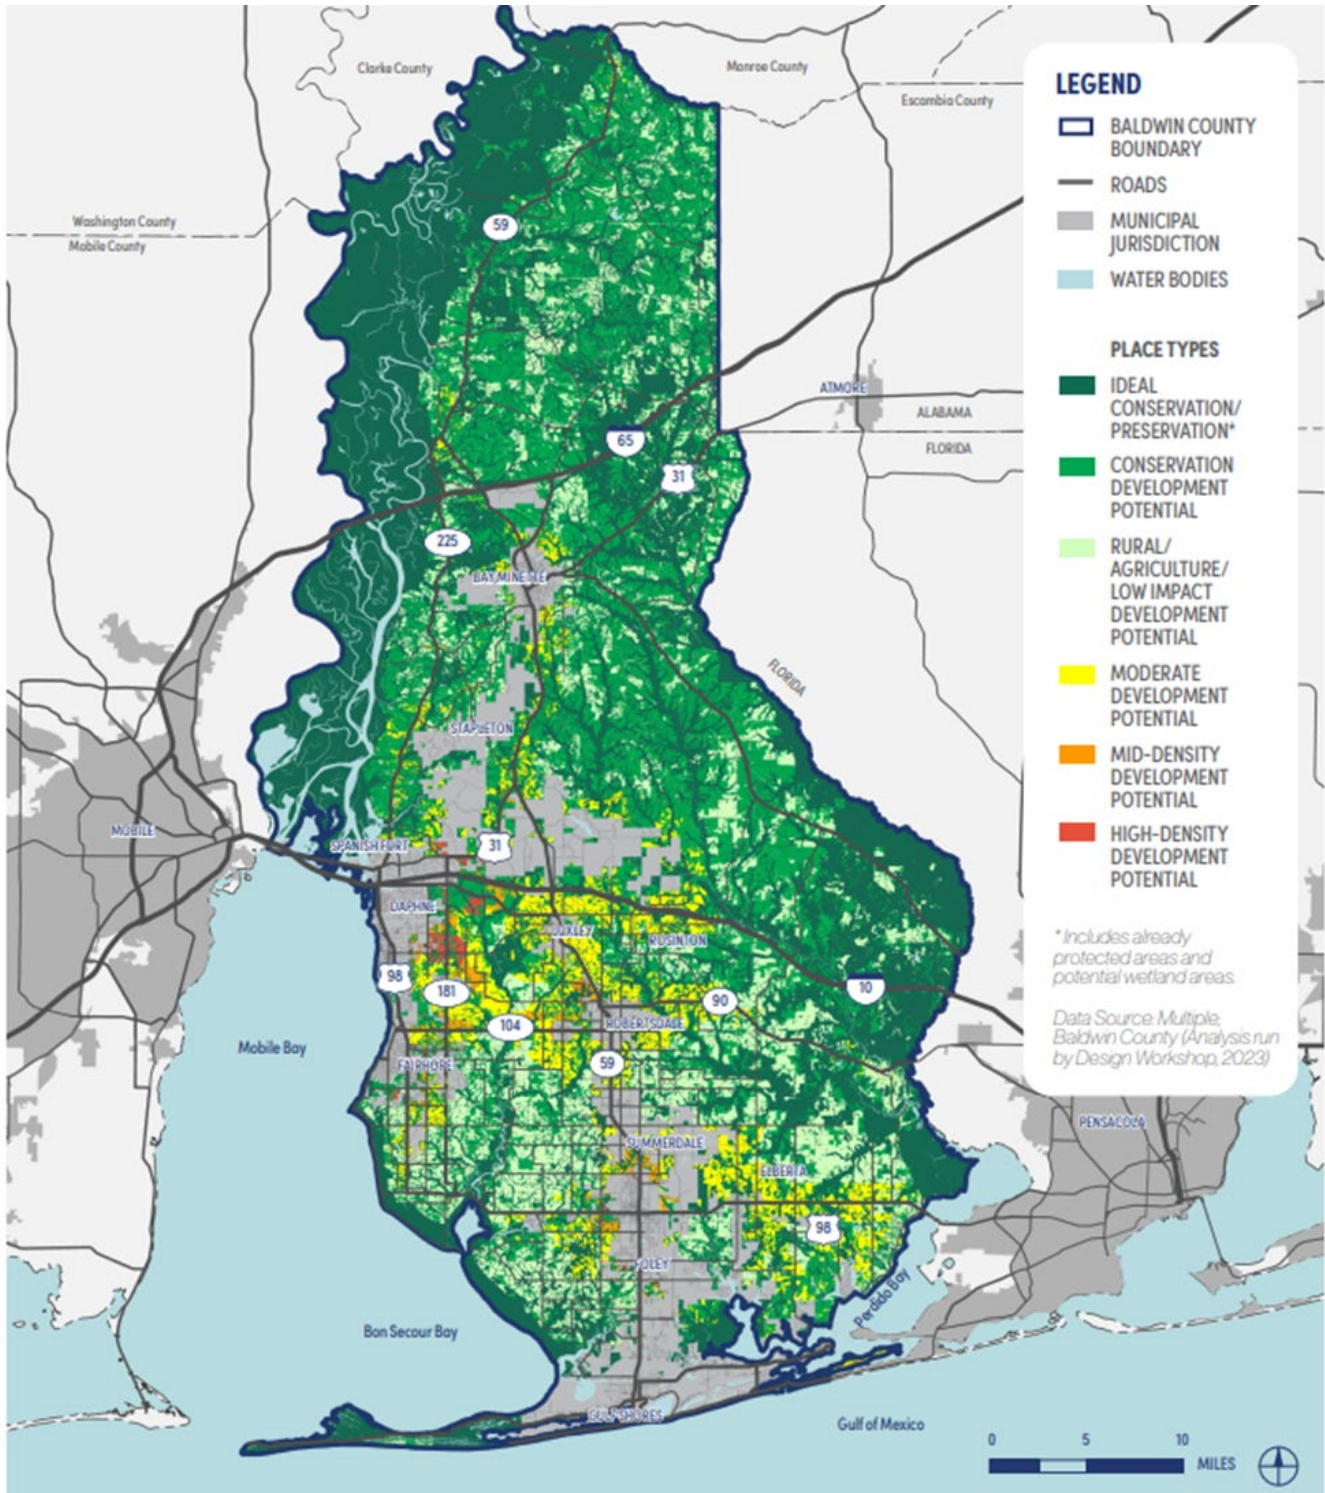 Clarke County
Monroe County
Escambia County
Washington County
Mobile County
59
ATMORE
ALABAMA
FLORIDA
65
31
225
BAY MINETTE
FLORIDA
STAPLETON
MOBILE
SPANISH FORT
31
DAPHNE
LOXLEY
ROSINTON
98
181
10
90
104
ROBERTSDALE
Mobile Bay
FAIRHOPE
59
PENSACOLA
SUMMERDALE
ELBERTA
98
FOLEY
Perdido Bay
Bon Secour Bay
GULF SHORES
Gulf of Mexico
LEGEND
BALDWIN COUNTY
BOUNDARY
ROADS
MUNICIPAL
JURISDICTION
WATER BODIES
PLACE TYPES
IDEAL
CONSERVATION/
PRESERVATION*
CONSERVATION
DEVELOPMENT
POTENTIAL
RURAL/
AGRICULTURE/
LOW IMPACT
DEVELOPMENT
POTENTIAL
MODERATE
DEVELOPMENT
POTENTIAL
MID-DENSITY
DEVELOPMENT
POTENTIAL
HIGH-DENSITY
DEVELOPMENT
POTENTIAL
* Includes already
protected areas and
potential wetland areas.
Data Source: Multiple,
Baldwin County (Analysis run
by Design Workshop, 2023)
0 5 10
MILES